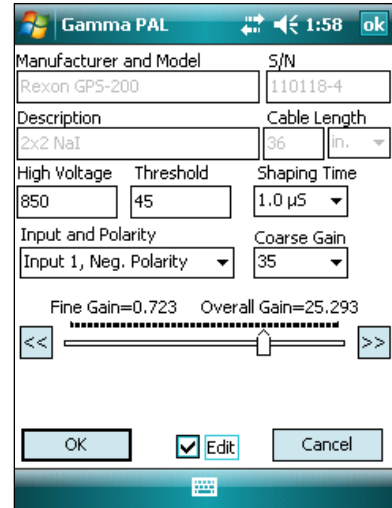 Gamma PAL 1:58 ok
Manufacturer and Model S/N
Rexon GPS-200 110118-4
Description Cable Length
2x2 NaI 36 in.
High Voltage Threshold Shaping Time
850 45 1.0 µS
Input and Polarity Coarse Gain
Input 1, Neg. Polarity 35
Fine Gain=0.723 Overall Gain=25.293
<< >>
OK Edit Cancel